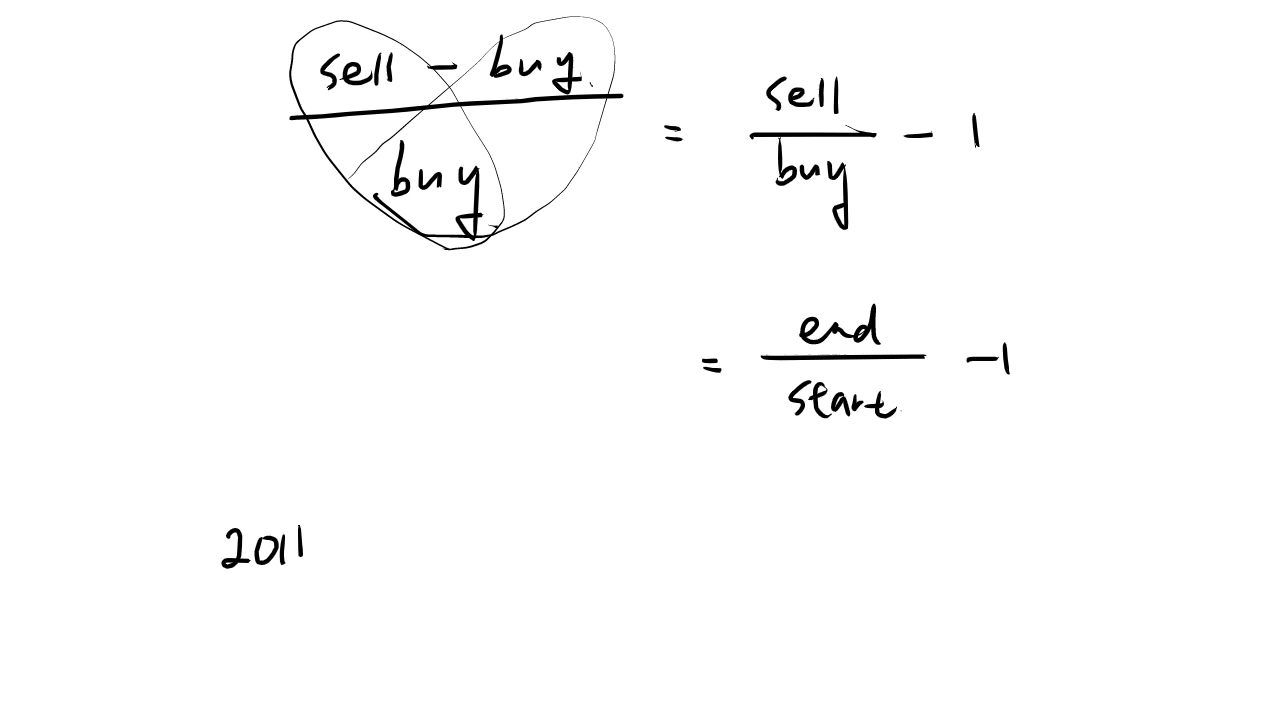 sell - buy
buy
= sell
buy
- 1
= end
start
-1
2011